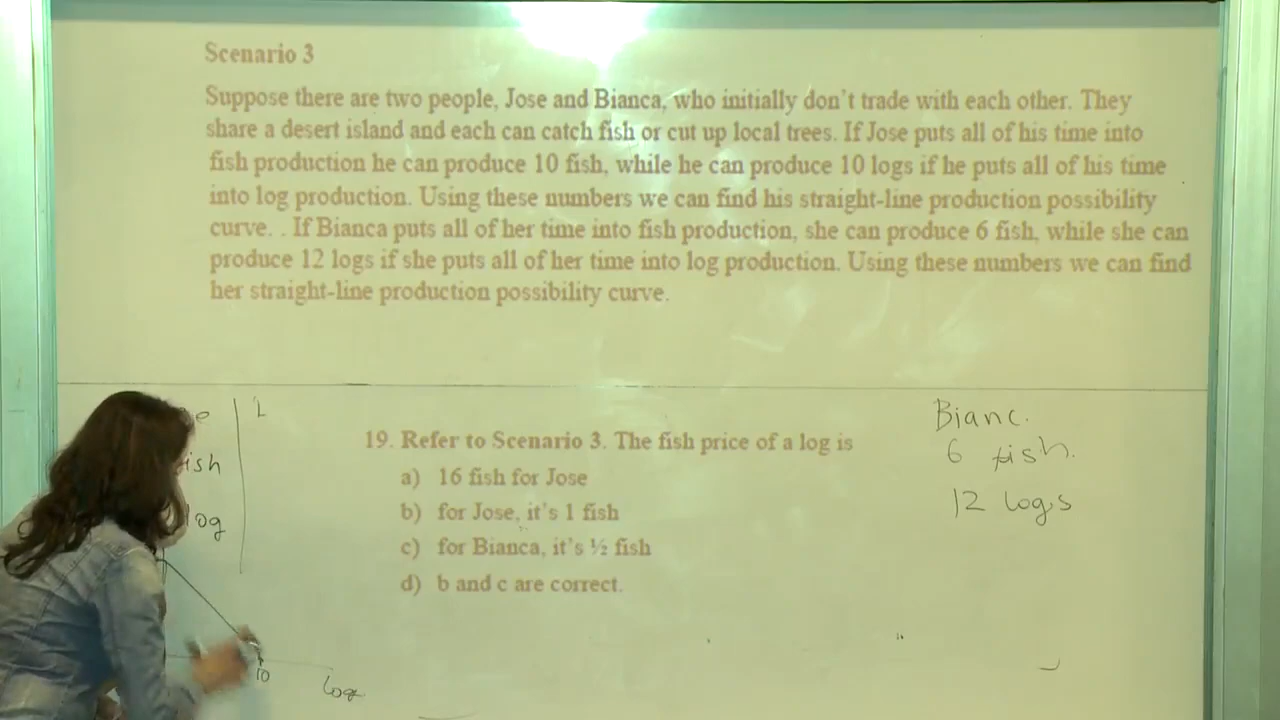 Scenario 3
Suppose there are two people, Jose and Bianca, who initially don't trade with each other. They
share a desert island and each can catch fish or cut up local trees. If Jose puts all of his time into
fish production he can produce 10 fish, while he can produce 10 logs if he puts all of his time
into log production. Using these numbers we can find his straight-line production possibility
curve. . If Bianca puts all of her time into fish production, she can produce 6 fish, while she can
produce 12 logs if she puts all of her time into log production. Using these numbers we can find
her straight-line production possibility curve.
19. Refer to Scenario 3. The fish price of a log is
a) 16 fish for Jose
b) for Jose, it's 1 fish
c) for Bianca, it's ½ fish
d) b and c are correct.
Bianc.
6 fish.
12 logs
ish
log
10